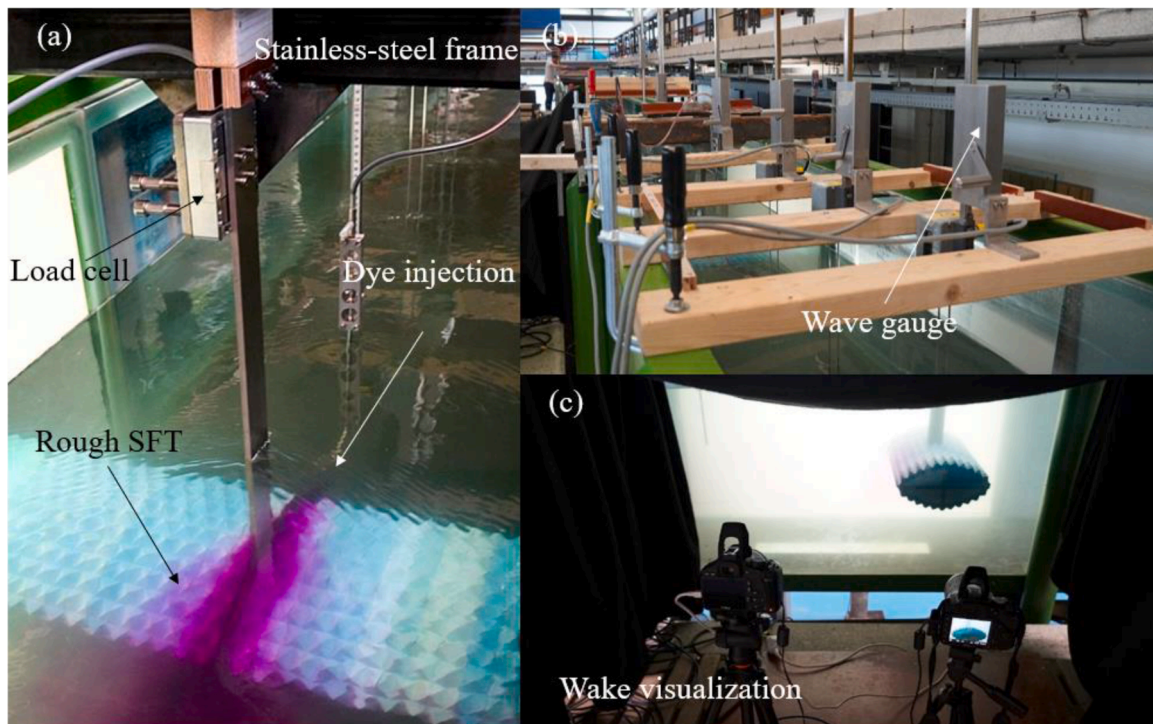 (a)
Stainless-steel frame
Load cell
Dye injection
Rough SFT
(b)
Wave gauge
(c)
Wake visualization